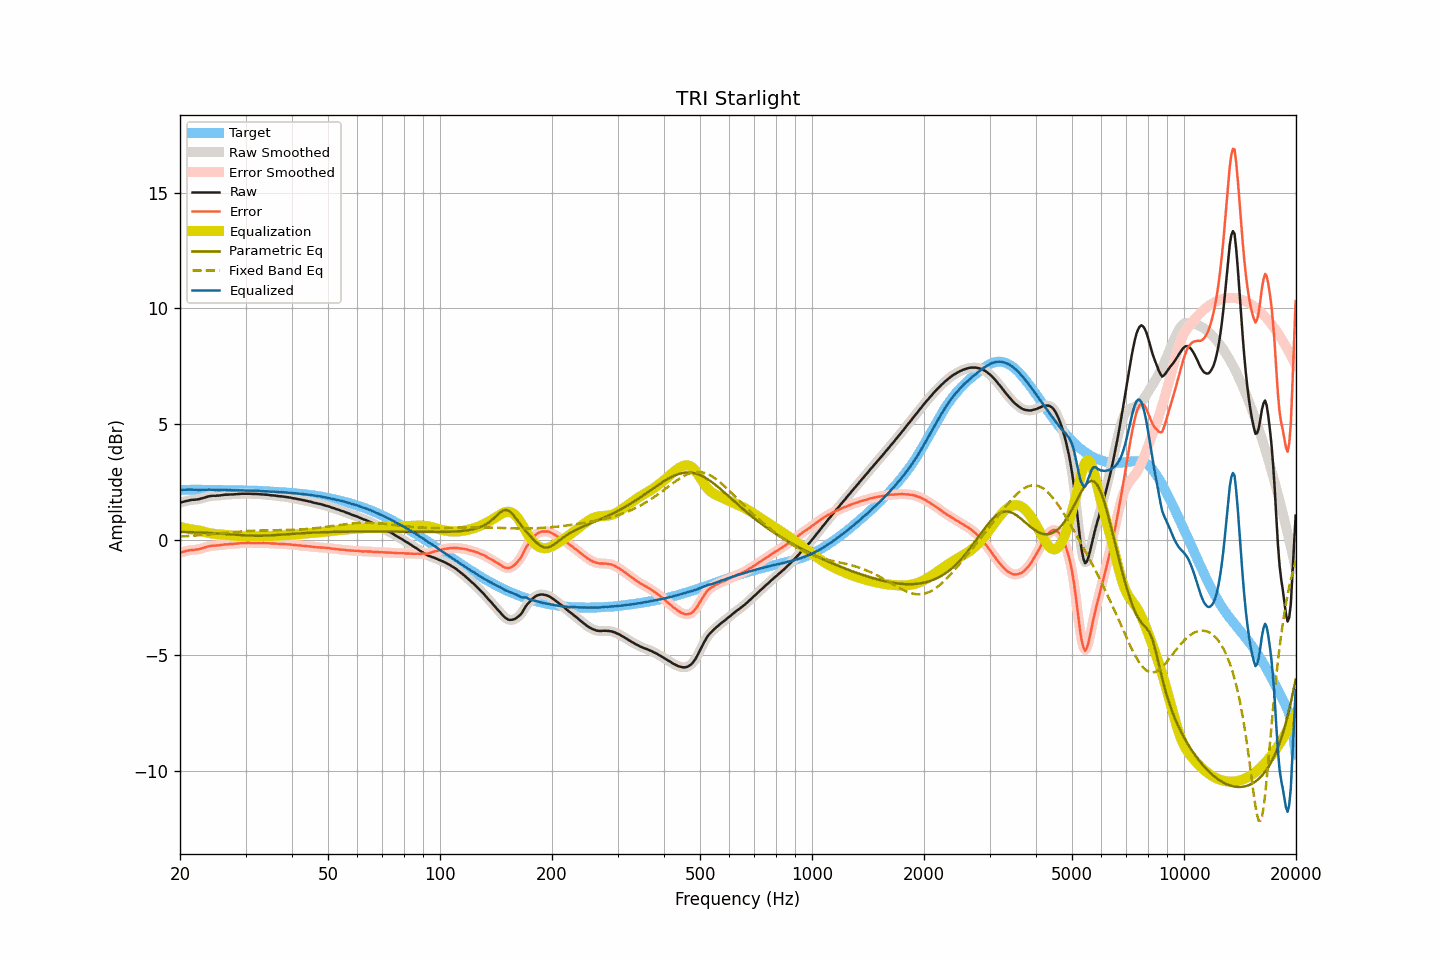 TRI Starlight
Target
Raw Smoothed
Error Smoothed
Raw
Error
Equalization
Parametric Eq
Fixed Band Eq
Equalized
15
10
5
0
−5
−10
Amplitude (dBr)
20 50 100 200 500 1000 2000 5000 10000 20000
Frequency (Hz)